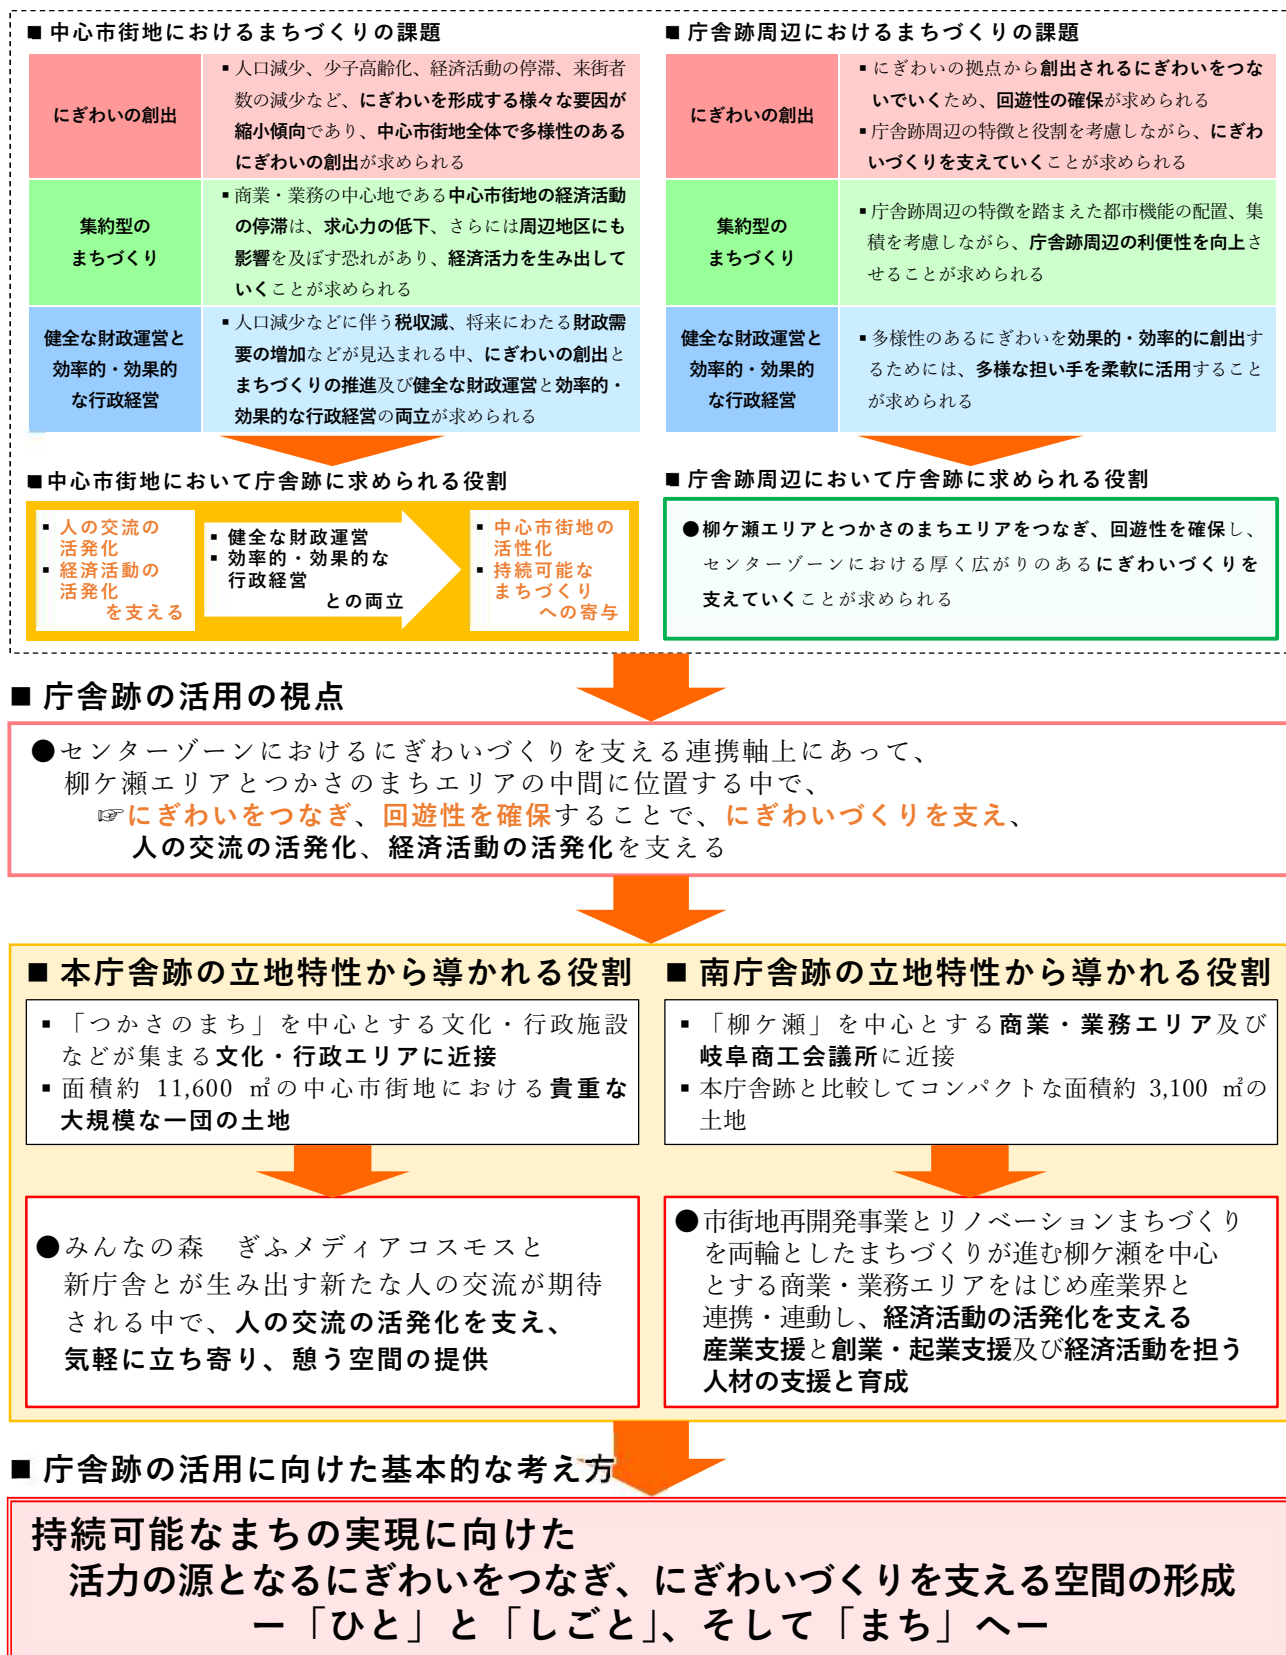 ■ 中心市街地におけるまちづくりの課題
にぎわいの創出
▪ 人口減少、少子高齢化、経済活動の停滞、来街者
数の減少など、にぎわいを形成する様々な要因が
縮小傾向であり、中心市街地全体で多様性のある
にぎわいの創出が求められる
集約型の
まちづくり
▪ 商業・業務の中心地である中心市街地の経済活動
の停滞は、求心力の低下、さらには周辺地区にも
影響を及ぼす恐れがあり、経済活力を生み出して
いくことが求められる
健全な財政運営と
効率的・効果的
な行政経営
▪ 人口減少などに伴う税収減、将来にわたる財政需
要の増加などが見込まれる中、にぎわいの創出と
まちづくりの推進及び健全な財政運営と効率的・
効果的な行政経営の両立が求められる
■中心市街地において庁舎跡に求められる役割
▪ 人の交流の
活発化
▪ 経済活動の
活発化
を支える
▪ 健全な財政運営
▪ 効率的・効果的な
行政経営
との両立
▪ 中心市街地の
活性化
▪ 持続可能な
まちづくり
への寄与
■ 庁舎跡周辺におけるまちづくりの課題
にぎわいの創出
▪ にぎわいの拠点から創出されるにぎわいをつな
いでいくため、回遊性の確保が求められる
▪ 庁舎跡周辺の特徴と役割を考慮しながら、にぎわ
いづくりを支えていくことが求められる
集約型の
まちづくり
▪ 庁舎跡周辺の特徴を踏まえた都市機能の配置、集
積を考慮しながら、庁舎跡周辺の利便性を向上さ
せることが求められる
健全な財政運営と
効率的・効果的
な行政経営
▪ 多様性のあるにぎわいを効果的・効率的に創出す
るためには、多様な担い手を柔軟に活用すること
が求められる
■ 庁舎跡周辺において庁舎跡に求められる役割
●柳ケ瀬エリアとつかさのまちエリアをつなぎ、回遊性を確保し、
センターゾーンにおける厚く広がりのあるにぎわいづくりを
支えていくことが求められる
■ 庁舎跡の活用の視点
●センターゾーンにおけるにぎわいづくりを支える連携軸上にあって、
柳ケ瀬エリアとつかさのまちエリアの中間に位置する中で、
☞にぎわいをつなぎ、回遊性を確保することで、にぎわいづくりを支え、
人の交流の活発化、経済活動の活発化を支える
■ 本庁舎跡の立地特性から導かれる役割
▪ 「つかさのまち」を中心とする文化・行政施設
などが集まる文化・行政エリアに近接
▪ 面積約 11,600 ㎡の中心市街地における貴重な
大規模な一団の土地
●みんなの森　ぎふメディアコスモスと
新庁舎とが生み出す新たな人の交流が期待
される中で、人の交流の活発化を支え、
気軽に立ち寄り、憩う空間の提供
■ 南庁舎跡の立地特性から導かれる役割
▪ 「柳ケ瀬」を中心とする商業・業務エリア及び
岐阜商工会議所に近接
▪ 本庁舎跡と比較してコンパクトな面積約 3,100 ㎡の
土地
●市街地再開発事業とリノベーションまちづくり
を両輪としたまちづくりが進む柳ケ瀬を中心
とする商業・業務エリアをはじめ産業界と
連携・連動し、経済活動の活発化を支える
産業支援と創業・起業支援及び経済活動を担う
人材の支援と育成
■ 庁舎跡の活用に向けた基本的な考え方
持続可能なまちの実現に向けた
活力の源となるにぎわいをつなぎ、にぎわいづくりを支える空間の形成
ー「ひと」と「しごと」、そして「まち」へー